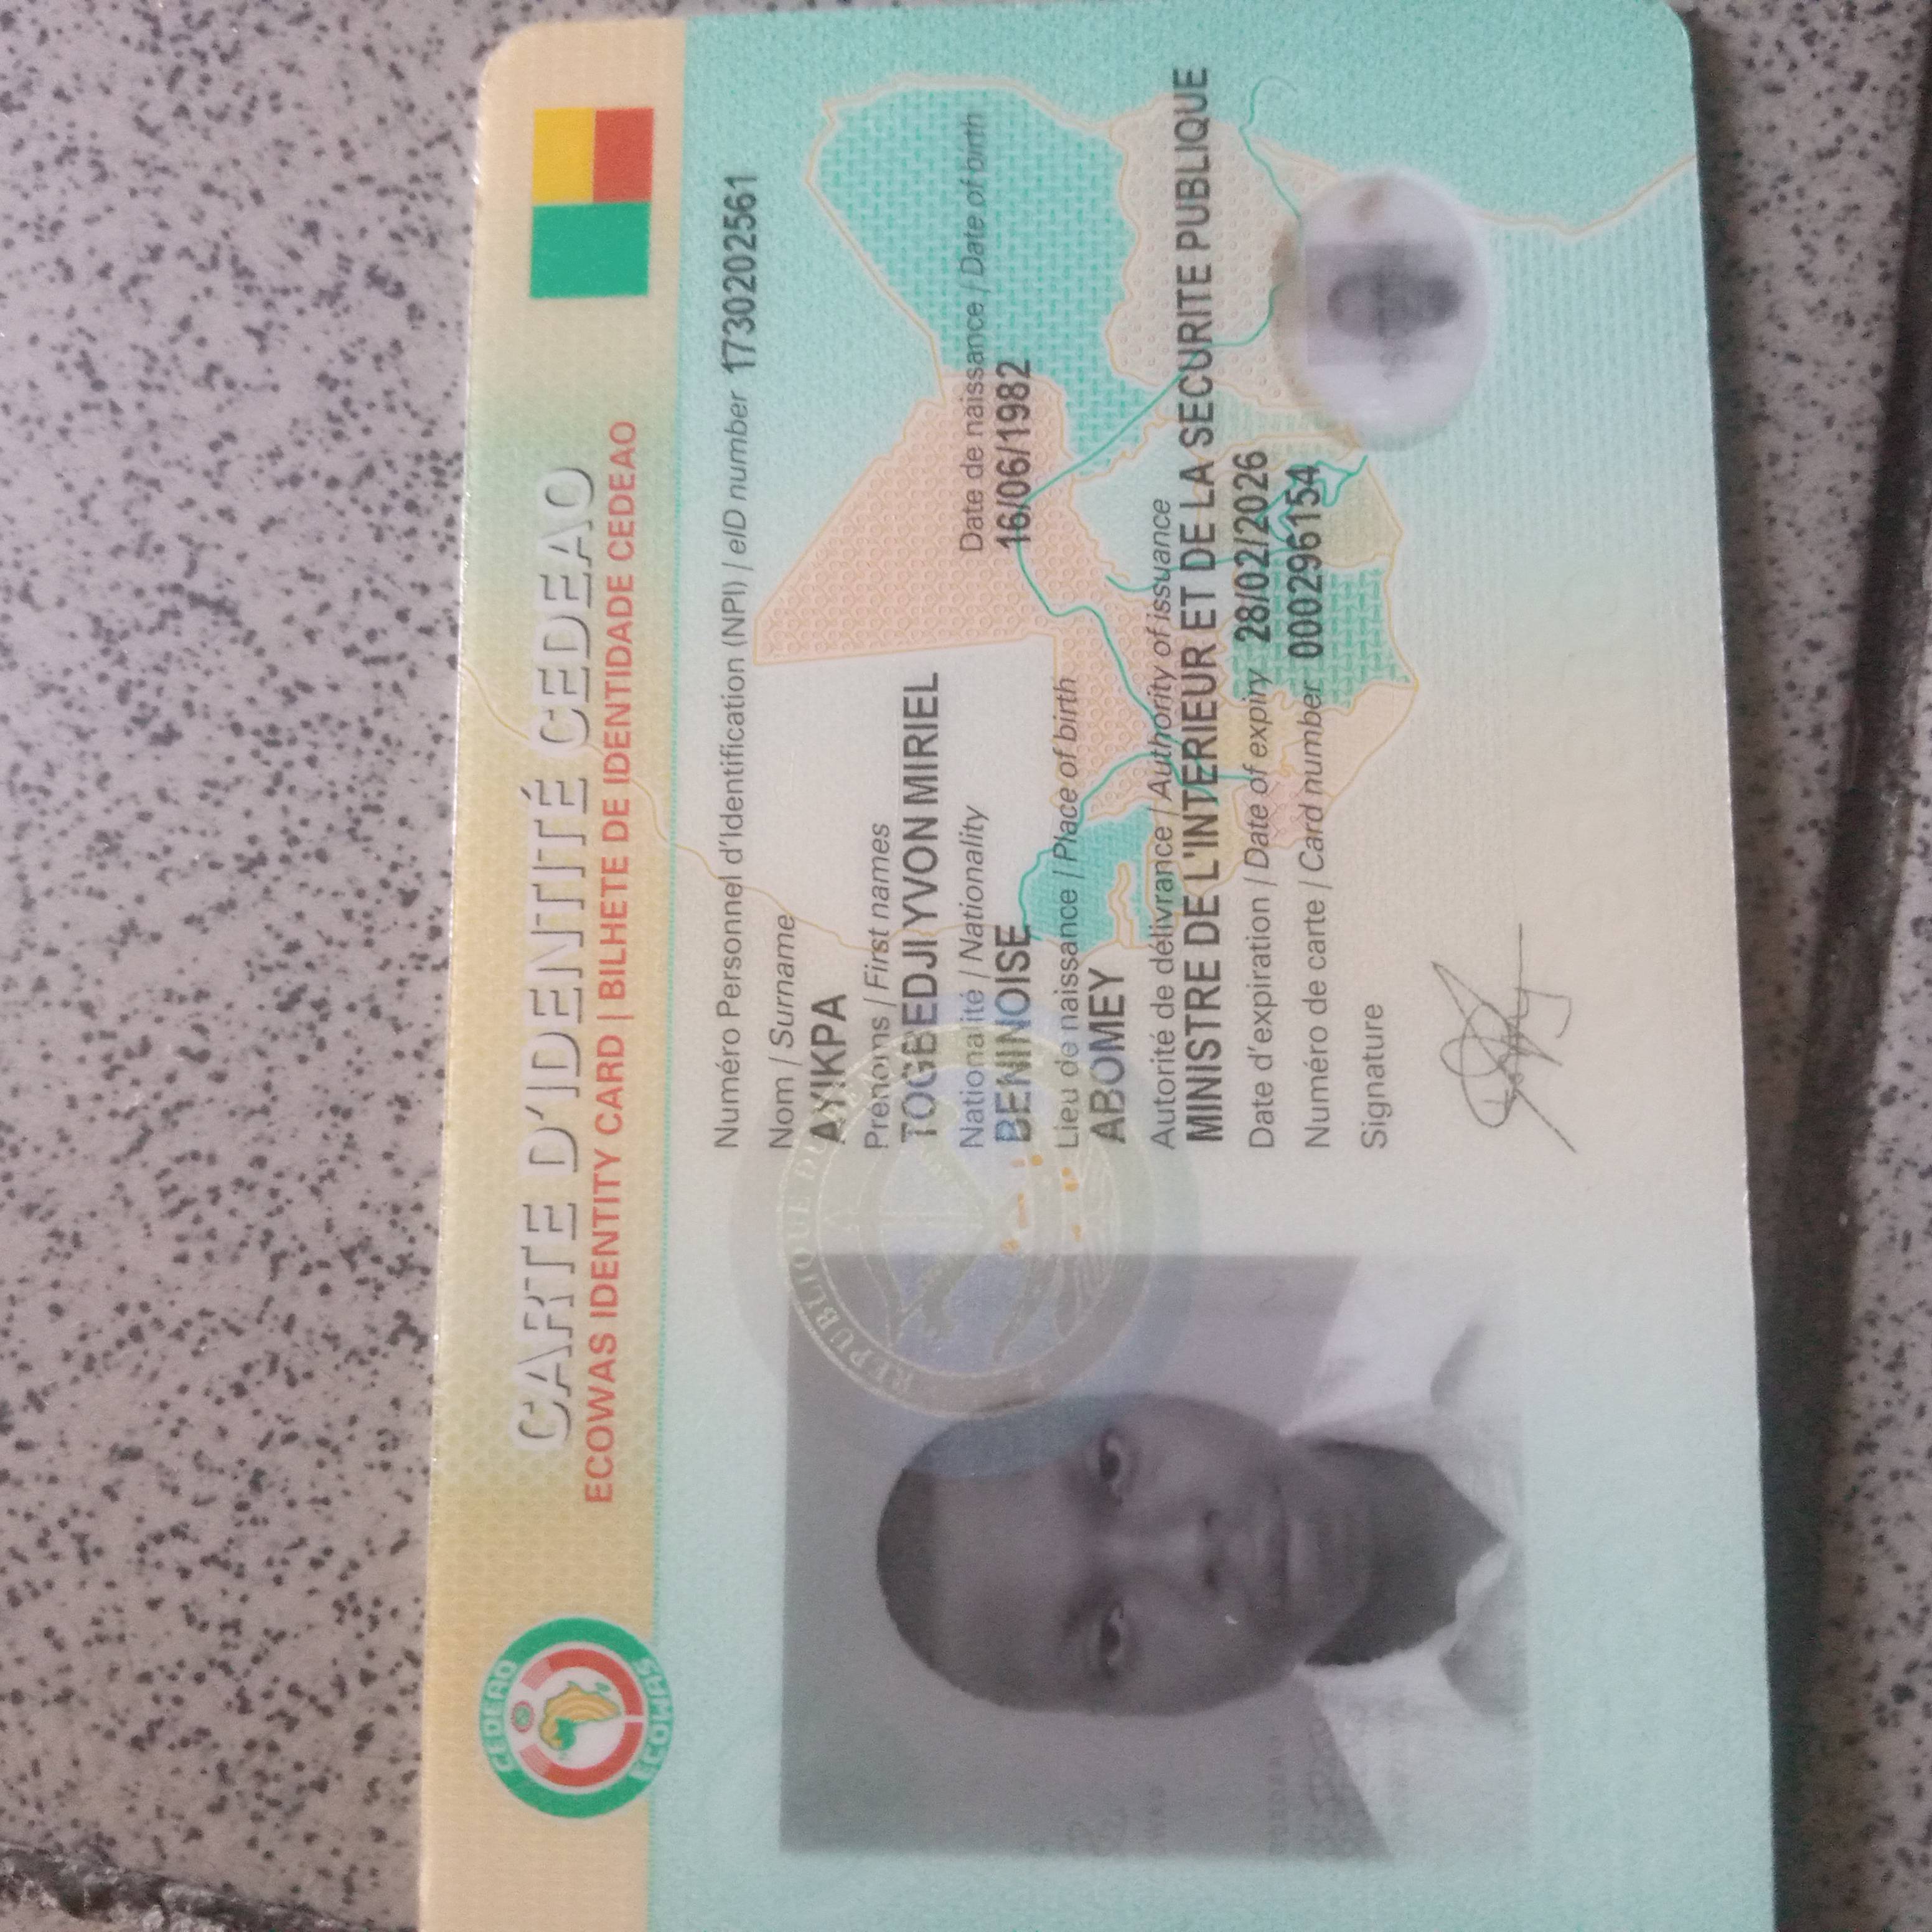 CEDEAO
ECOWAS
CARTE D'IDENTITÉ CEDEAO
ECOWAS IDENTITY CARD | BILHETE DE IDENTIDADE CEDEAO
Numéro Personnel d'Identification (NPI) / eID number 1730202561
Nom / Surname
AYIKPA
Prénoms / First names
TOGBEDJI YVON MIRIEL
Nationalité / Nationality
BENINOISE
Date de naissance / Date of birth
16/06/1982
Lieu de naissance / Place of birth
ABOMEY
Autorité de délivrance / Authority of issuance
MINISTRE DE L'INTERIEUR ET DE LA SECURITE PUBLIQUE
Date d'expiration / Date of expiry 28/02/2026
Numéro de carte / Card number 000296154
Signature
REPUBLIQUE DU BENIN